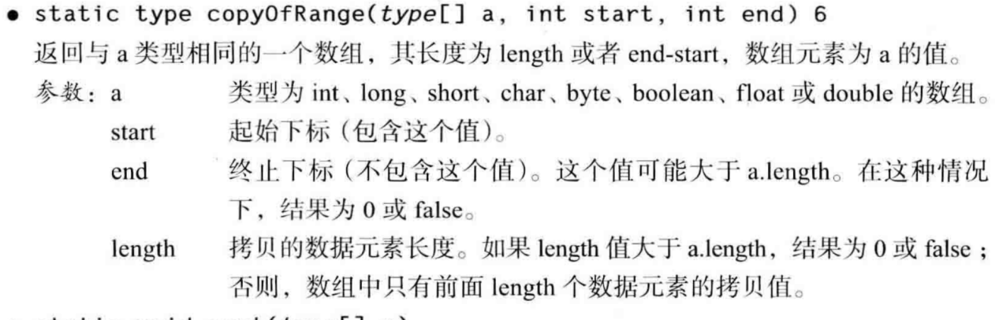 ● static type copyOfRange(type[] a, int start, int end) 6
返回与 a 类型相同的一个数组，其长度为 length 或者 end-start，数组元素为 a 的值。
参数：a 类型为 int、long、short、char、byte、boolean、float 或 double 的数组。
start 起始下标（包含这个值）。
end 终止下标（不包含这个值）。这个值可能大于 a.length。在这种情况
下，结果为 0 或 false。
length 拷贝的数据元素长度。如果 length 值大于 a.length，结果为 0 或 false；
否则，数组中只有前面 length 个数据元素的拷贝值。